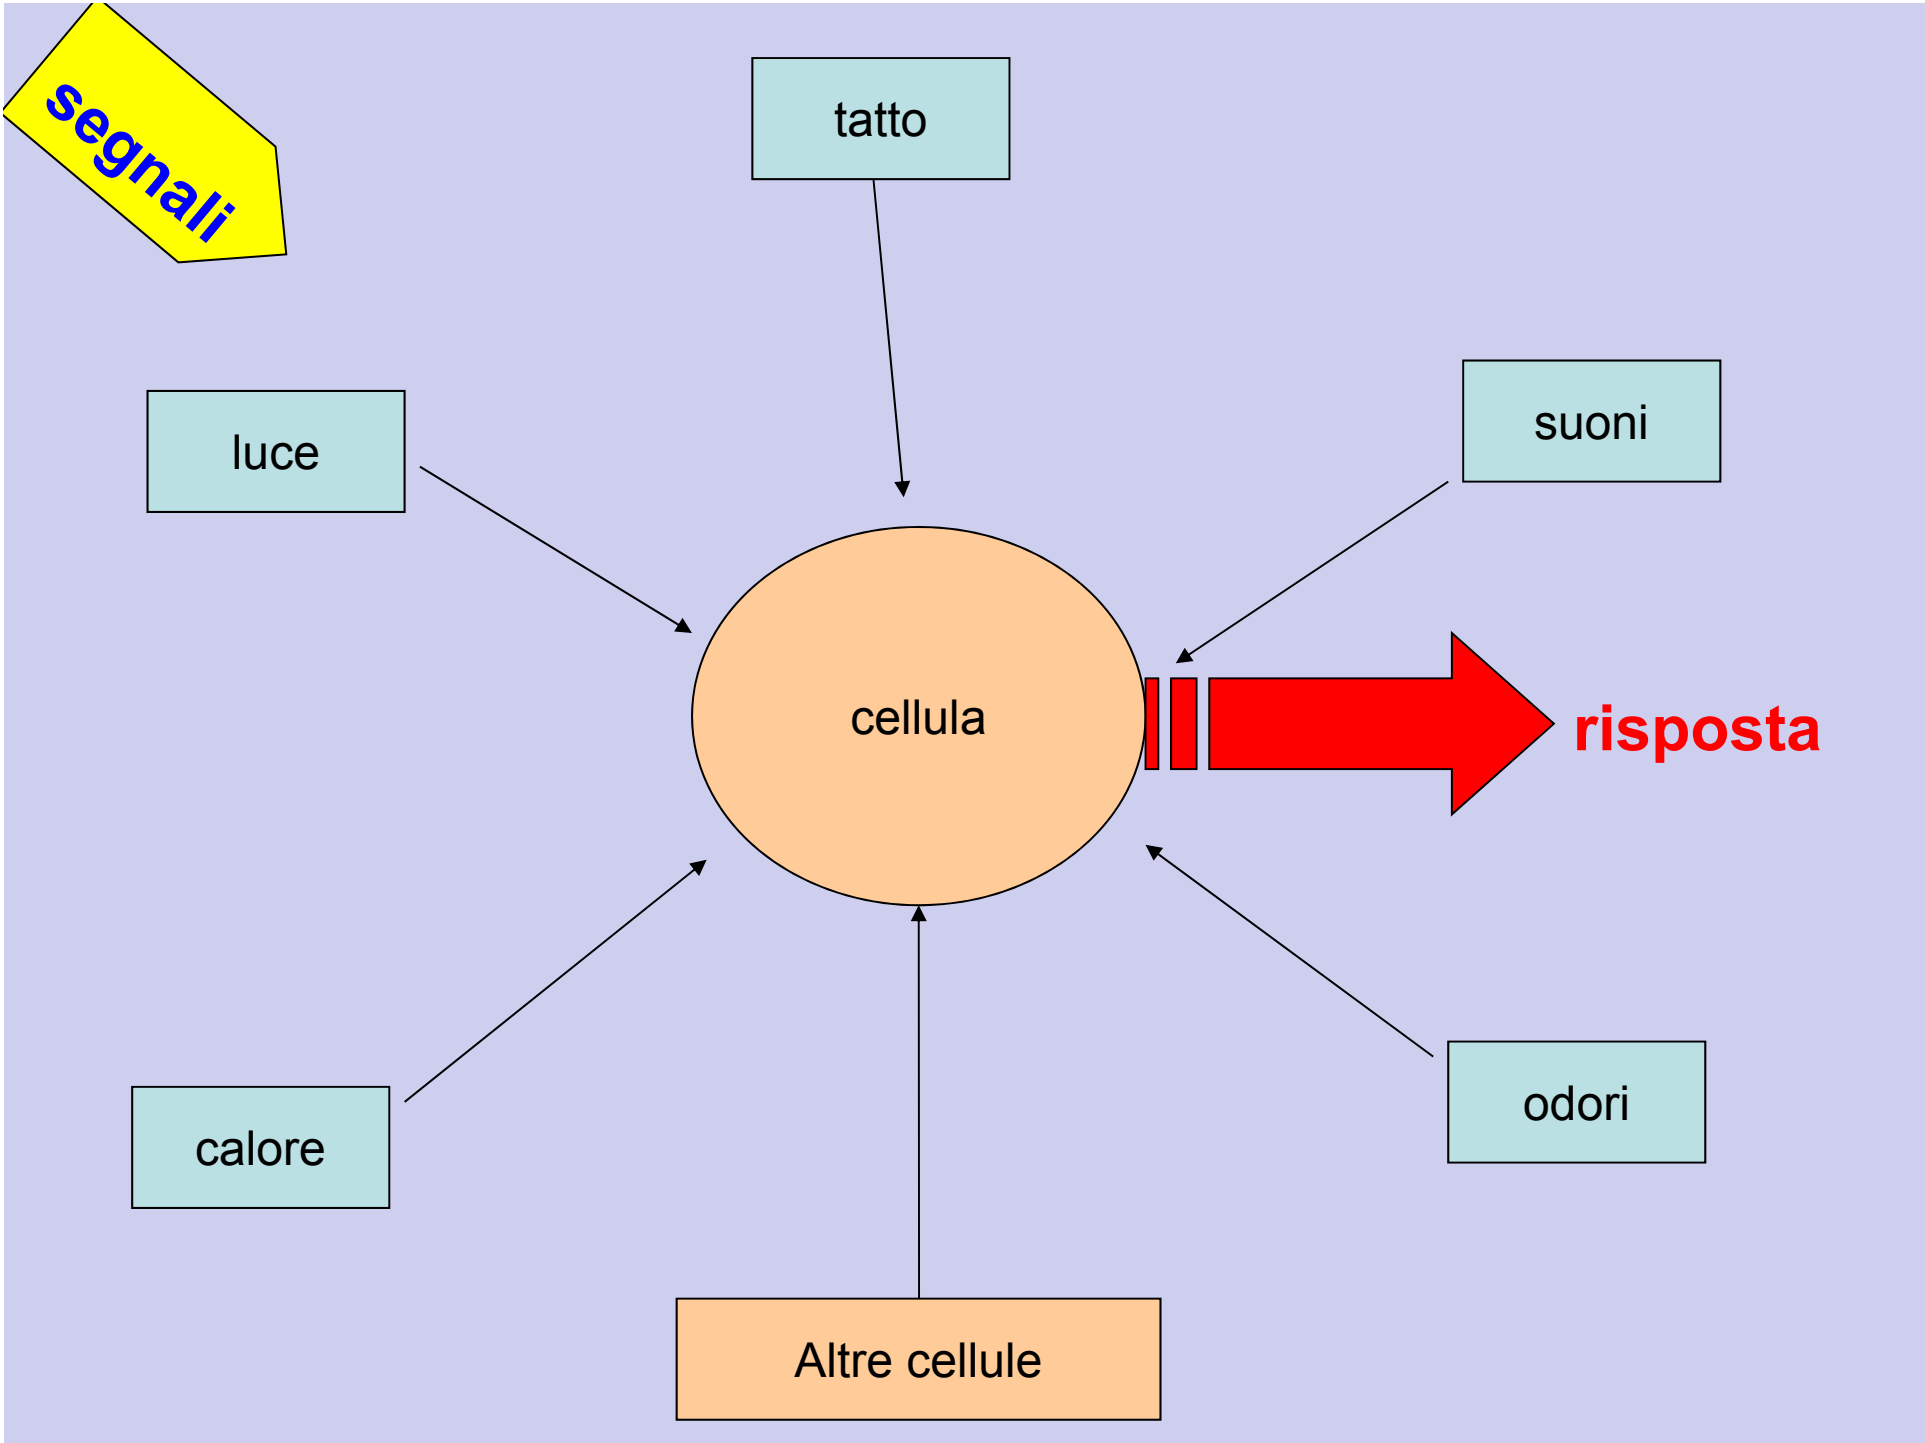 segnali
tatto
luce
suoni
cellula
risposta
calore
odori
Altre cellule